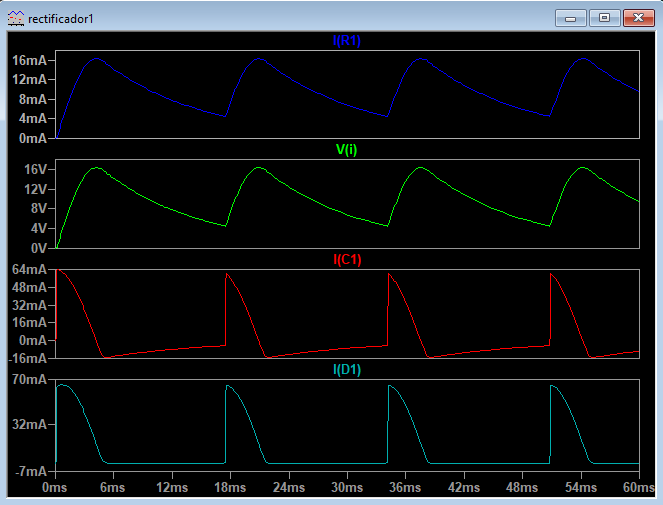 rectificador1
I(R1)
16mA
12mA
8mA
4mA
0mA
V(i)
16V
12V
8V
4V
0V
I(C1)
64mA
48mA
32mA
16mA
0mA
-16mA
I(D1)
70mA
32mA
-7mA
0ms 6ms 12ms 18ms 24ms 30ms 36ms 42ms 48ms 54ms 60ms